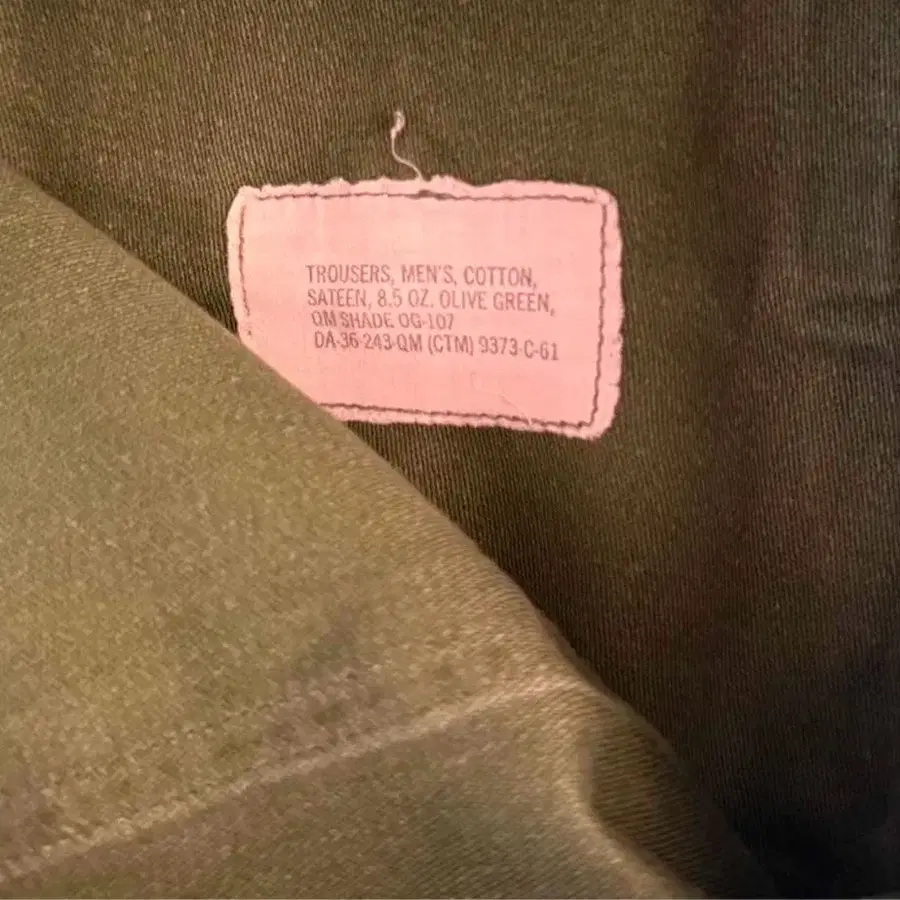 TROUSERS, MEN'S, COTTON,
SATEEN, 8.5 OZ. OLIVE GREEN,
QM SHADE OG-107
DA-36-243-QM (CTM) 9373-C-61